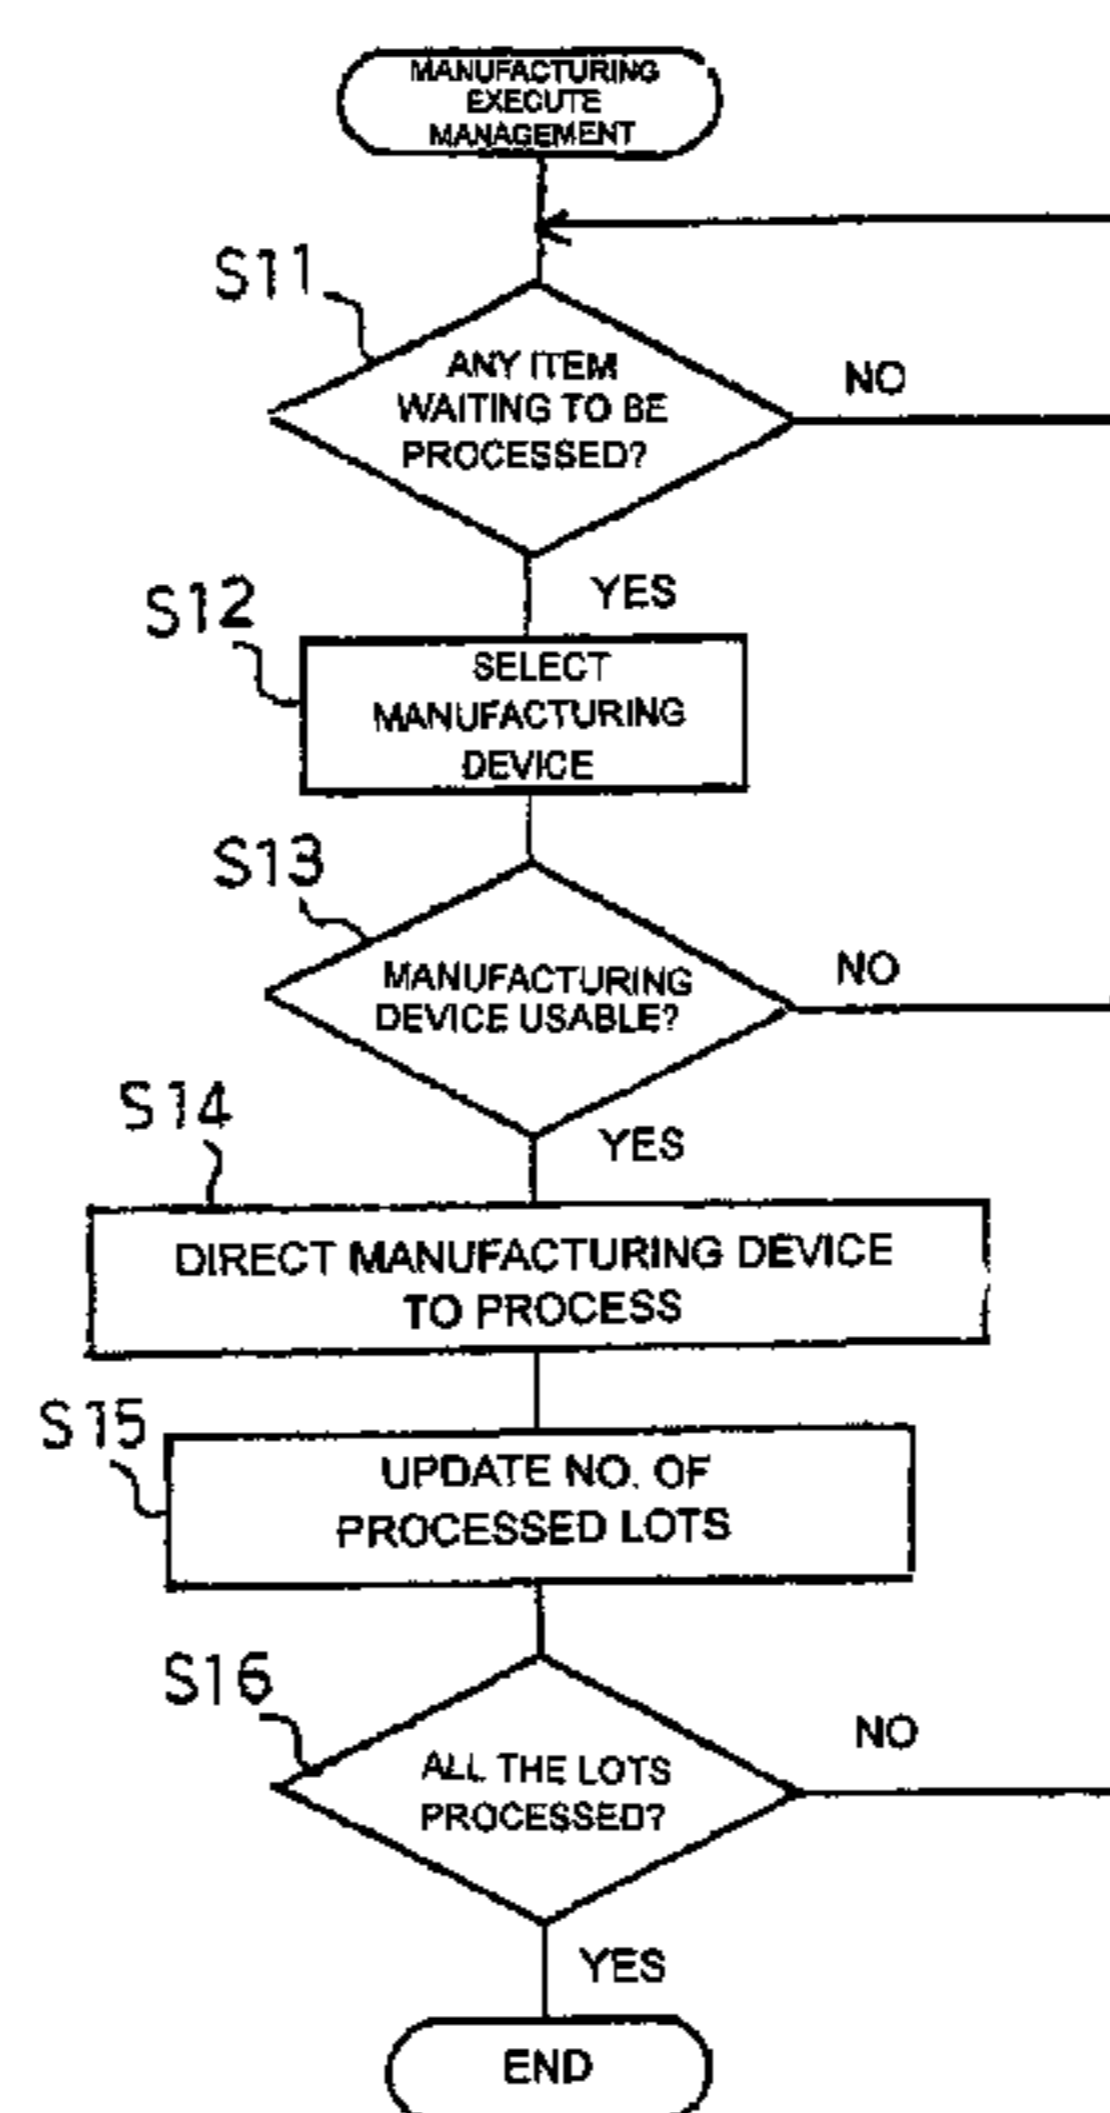 MANUFACTURING
EXECUTE
MANAGEMENT
S11
ANY ITEM
WAITING TO BE
PROCESSED?
NO
YES
S12
SELECT
MANUFACTURING
DEVICE
S13
MANUFACTURING
DEVICE USABLE?
NO
YES
S14
DIRECT MANUFACTURING DEVICE
TO PROCESS
S15
UPDATE NO. OF
PROCESSED LOTS
S16
ALL THE LOTS
PROCESSED?
NO
YES
END